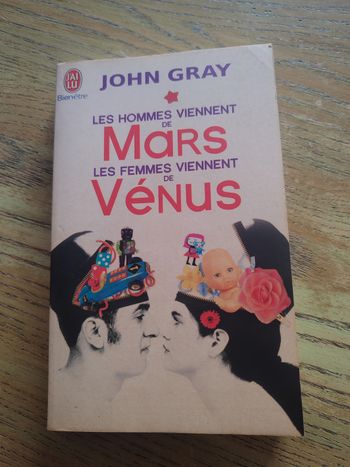 J'AI
LU
Bien-être
JOHN GRAY
LES HOMMES VIENNENT
DE
MARS
LES FEMMES VIENNENT
DE
VÉNUS